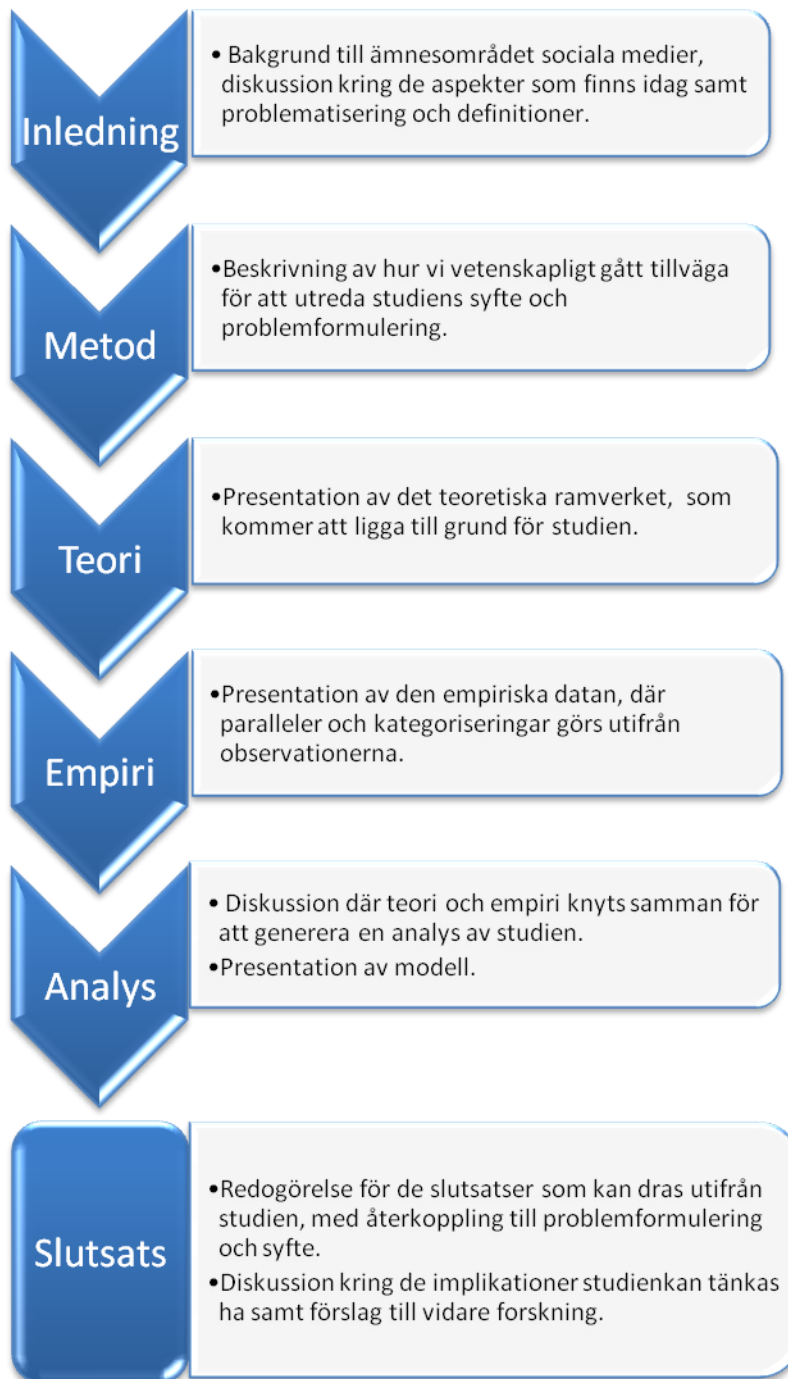 Inledning
• Bakgrund till ämnesområdet sociala medier,
diskussion kring de aspekter som finns idag samt
problematisering och definitioner.
Metod
•Beskrivning av hur vi vetenskapligt gått tillväga
för att utreda studiens syfte och
problemformulering.
Teori
•Presentation av det teoretiska ramverket, som
kommer att ligga till grund för studien.
Empiri
•Presentation av den empiriska datan, där
paralleler och kategoriseringar görs utifrån
observationerna.
Analys
• Diskussion där teori och empiri knyts samman för
att generera en analys av studien.
•Presentation av modell.
Slutsats
•Redogörelse för de slutsatser som kan dras utifrån
studien, med återkoppling till problemformulering
och syfte.
•Diskussion kring de implikationer studienkan tänkas
ha samt förslag till vidare forskning.